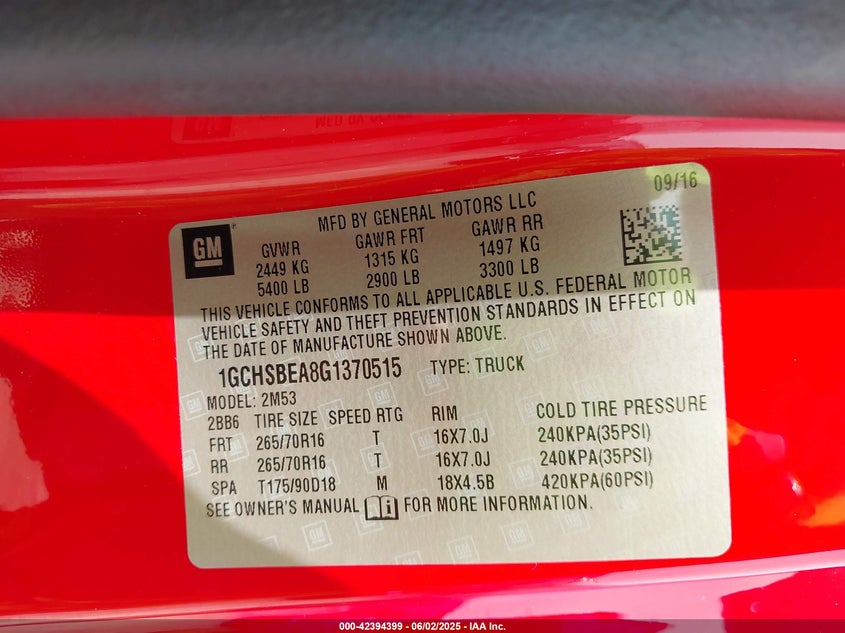 09/16
MFD BY GENERAL MOTORS LLC
GM
GVWR GAWR FRT GAWR RR
2449 KG 1315 KG 1497 KG
5400 LB 2900 LB 3300 LB
THIS VEHICLE CONFORMS TO ALL APPLICABLE U.S. FEDERAL MOTOR
VEHICLE SAFETY AND THEFT PREVENTION STANDARDS IN EFFECT ON
THE DATE OF MANUFACTURE SHOWN ABOVE.
1GCHSBEA8G1370515 TYPE: TRUCK
MODEL: 2M53
2BB6 TIRE SIZE SPEED RTG RIM COLD TIRE PRESSURE
FRT 265/70R16 T 16X7.0J 240KPA(35PSI)
RR 265/70R16 T 16X7.0J 240KPA(35PSI)
SPA T175/90D18 M 18X4.5B 420KPA(60PSI)
SEE OWNER'S MANUAL FOR MORE INFORMATION.
000-42394399 - 06/02/2025 - IAA Inc.